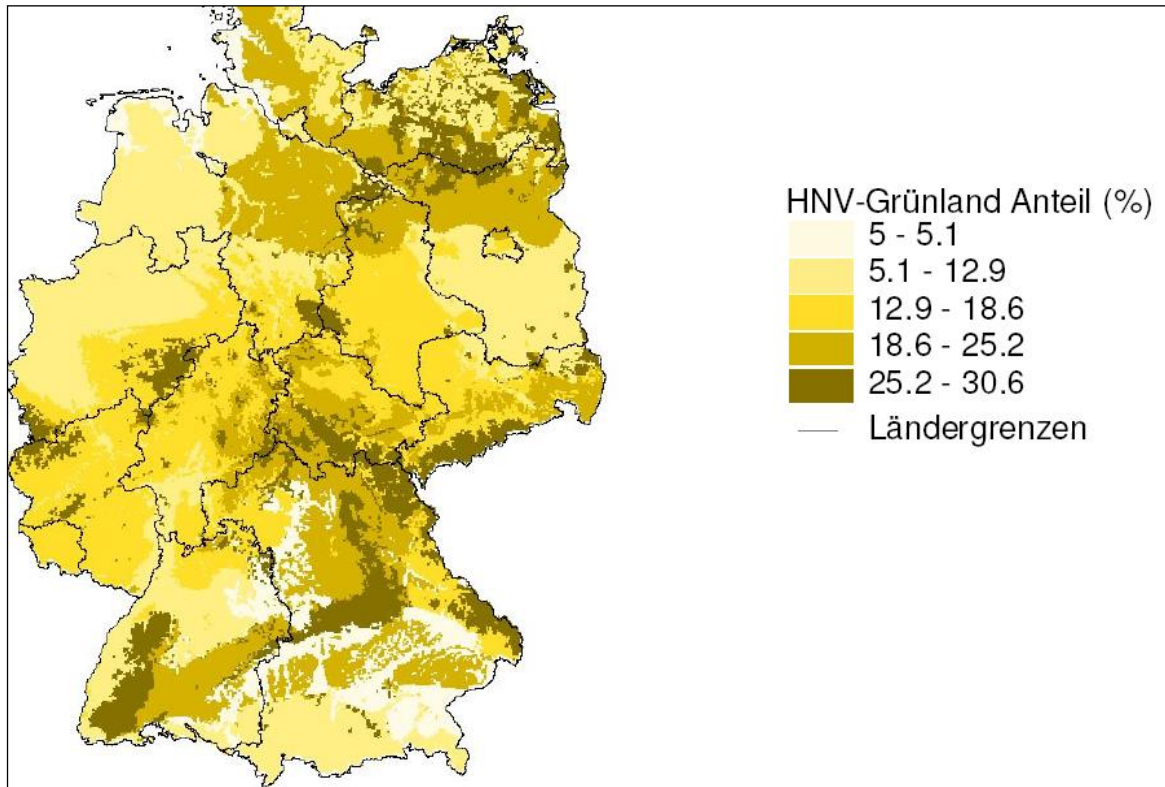 HNV-Grünland Anteil (%)
5 - 5.1
5.1 - 12.9
12.9 - 18.6
18.6 - 25.2
25.2 - 30.6
Ländergrenzen